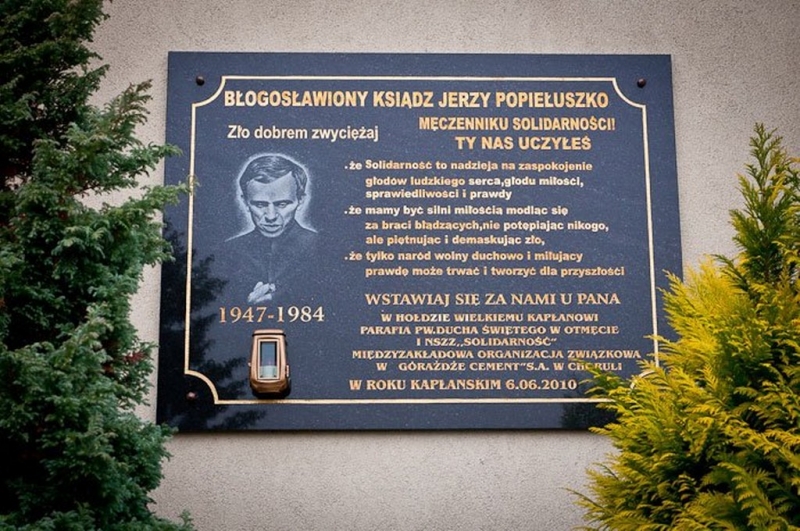 BŁOGOSŁAWIONY KSIĄDZ JERZY POPIEŁUSZKO
Zło dobrem zwyciężaj
MĘCZENNIKU SOLIDARNOŚCI!
TY NAS UCZYŁEŚ
.że Solidarność to nadzieja na zaspokojenie
głodów ludzkiego serca,głodu miłości,
sprawiedliwości i prawdy
.że mamy być silni miłością modląc się
za braci błądzących,nie potępiając nikogo,
ale piętnując i demaskując zło,
.że tylko naród wolny duchowo i miłujący
prawdę może trwać i tworzyć dla przyszłości
1947-1984
WSTAWIAJ SIĘ ZA NAMI U PANA
W HOŁDZIE WIELKIEMU KAPŁANOWI
PARAFIA PW.DUCHA ŚWIĘTEGO W OTMĘCIE
I NSZZ,,SOLIDARNOŚĆ"
MIĘDZYZAKŁADOWA ORGANIZACJA ZWIĄZKOWA
W GÓRAŻDŻE CEMENT"S.A. W CHORULI
W ROKU KAPŁAŃSKIM 6.06.2010